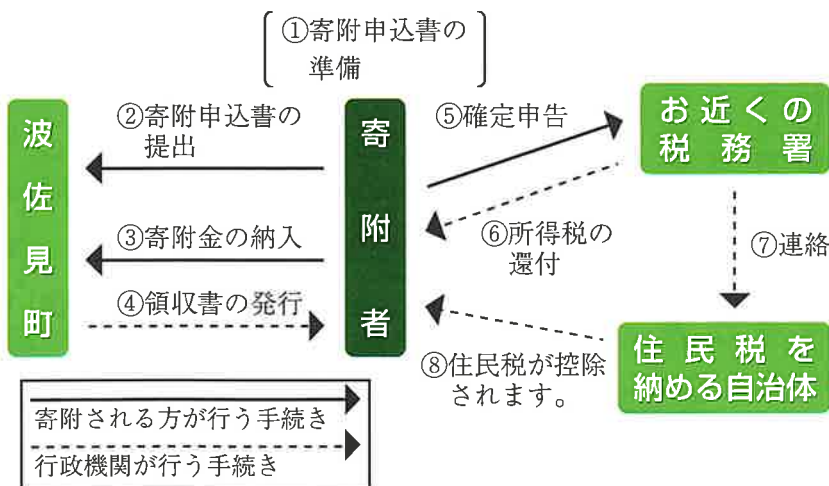 ①寄附申込書の
準備
波佐見町
②寄附申込書の
提出
③寄附金の納入
④領収書の発行
寄附者
⑤確定申告
⑥所得税の
還付
お近くの
税務署
⑦連絡
⑧住民税が控除
されます。
住民税を
納める自治体
寄附される方が行う手続き
行政機関が行う手続き